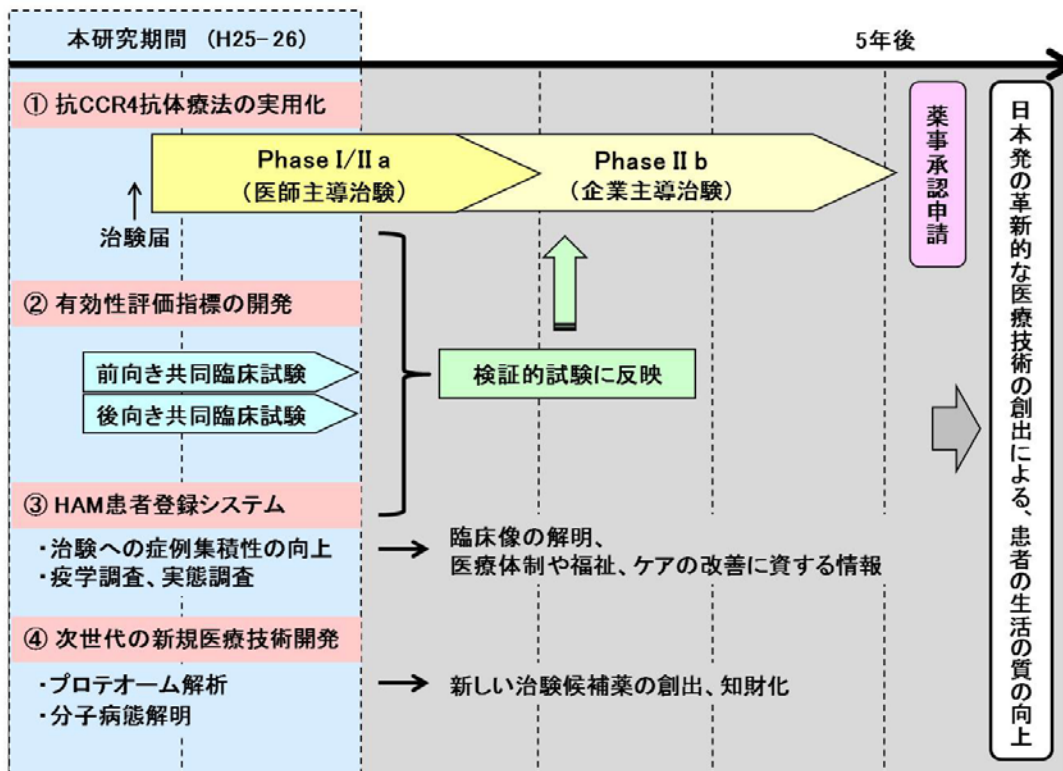 本研究期間 (H25-26)
5年後
① 抗CCR4抗体療法の実用化
Phase I/II a
(医師主導治験)
Phase II b
(企業主導治験)
治験届
薬事承認申請
日本発の革新的な医療技術の創出による、患者の生活の質の向上
② 有効性評価指標の開発
前向き共同臨床試験
後向き共同臨床試験
検証的試験に反映
③ HAM患者登録システム
・治験への症例集積性の向上
・疫学調査、実態調査
臨床像の解明、
医療体制や福祉、ケアの改善に資する情報
④ 次世代の新規医療技術開発
・プロテオーム解析
・分子病態解明
新しい治験候補薬の創出、知財化